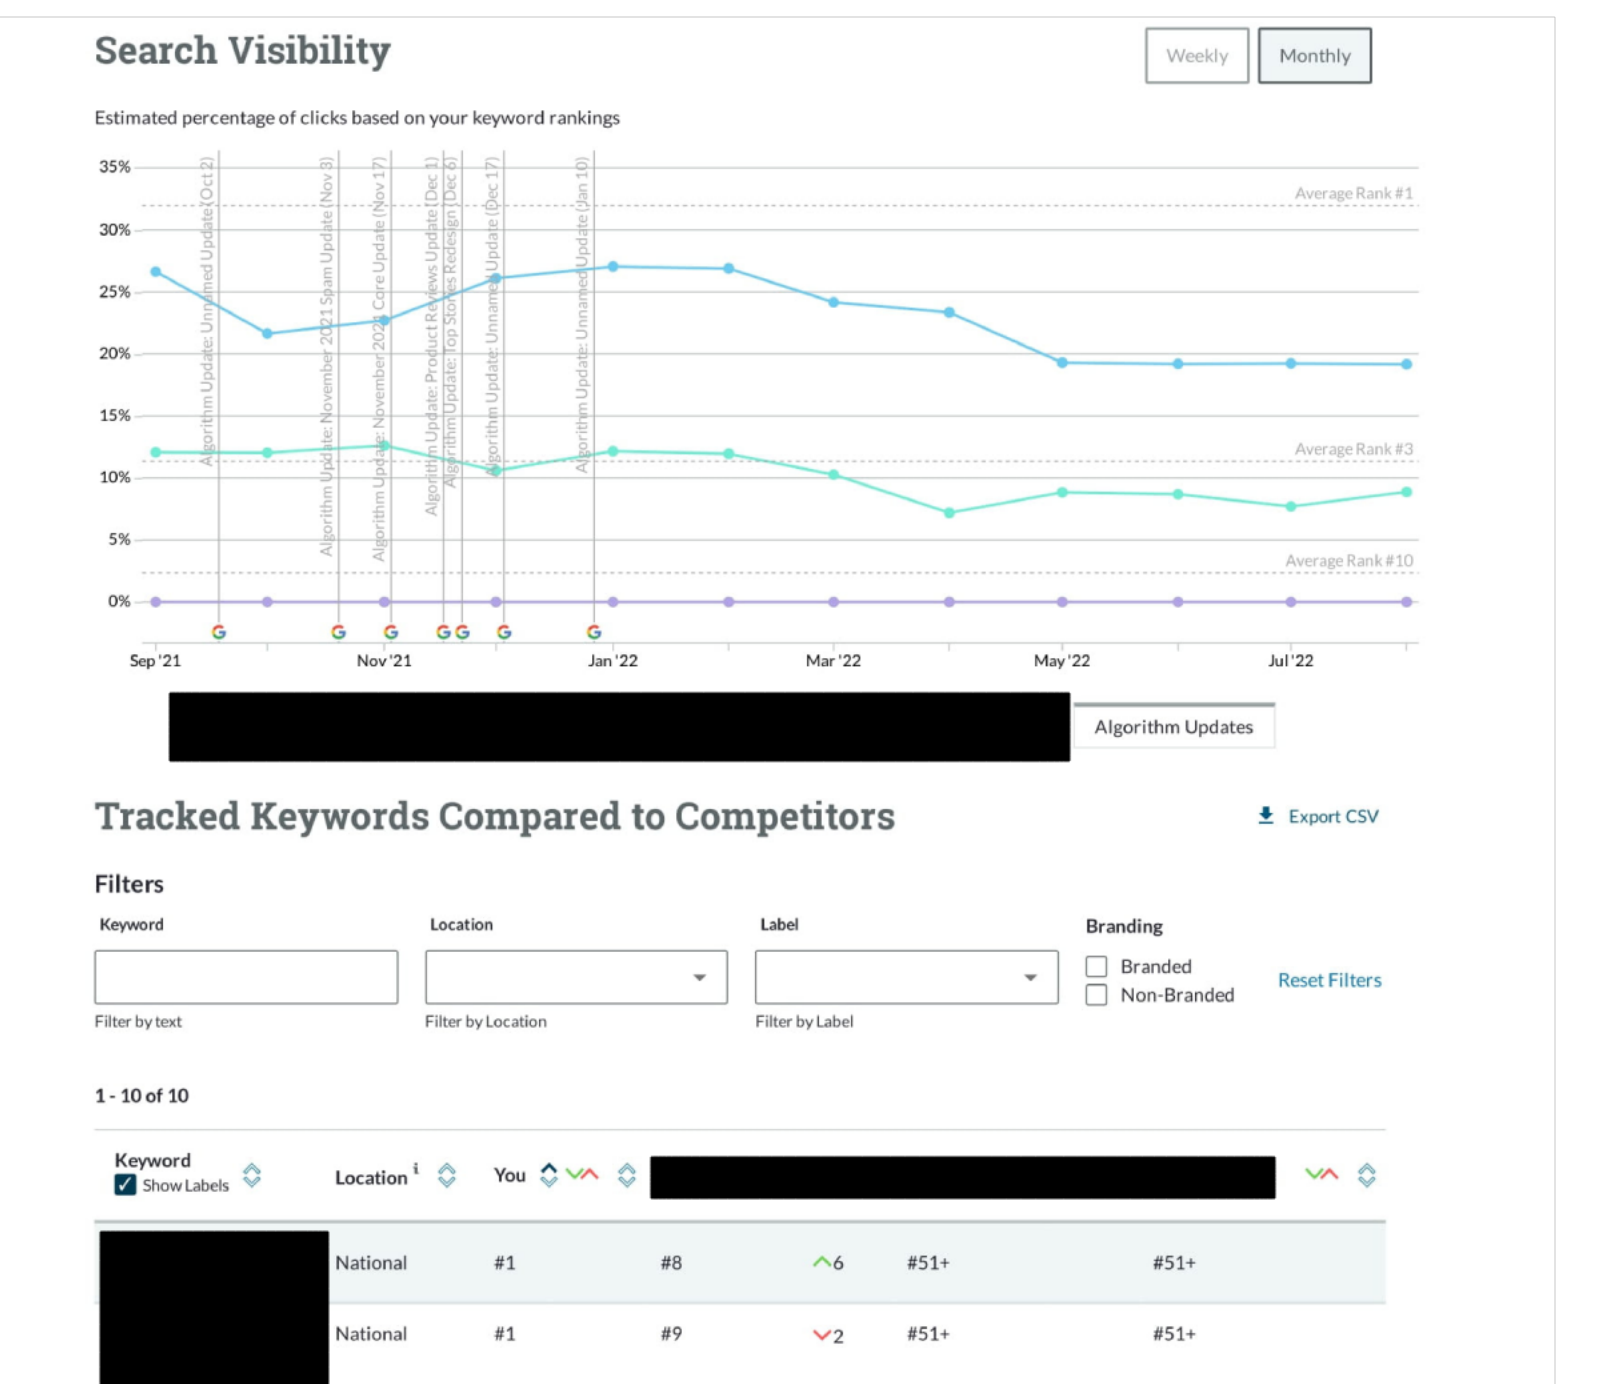 Search Visibility
Weekly
Monthly
Estimated percentage of clicks based on your keyword rankings
35%
30%
25%
20%
15%
10%
5%
0%
Average Rank #1
Average Rank #3
Average Rank #10
Algorithm Update: Unnamed Update (Oct 2)
Algorithm Update: November 2021 Spam Update (Nov 3)
Algorithm Update: November 2021 Core Update (Nov 17)
Algorithm Update: Product Reviews Update (Dec 1)
Algorithm Update: Top Stories Redesign (Dec 6)
Algorithm Update: Unnamed Update (Dec 17)
Algorithm Update: Unnamed Update (Jan 10)
G G G G G G G
Sep '21 Nov '21 Jan '22 Mar '22 May '22 Jul '22
Algorithm Updates
Tracked Keywords Compared to Competitors
Export CSV
Filters
Keyword
Location
Label
Branding
Branded
Non-Branded
Reset Filters
Filter by text
Filter by Location
Filter by Label
1 - 10 of 10
Keyword
Show Labels
Location i
You
National #1 #8 6 #51+ #51+
National #1 #9 2 #51+ #51+